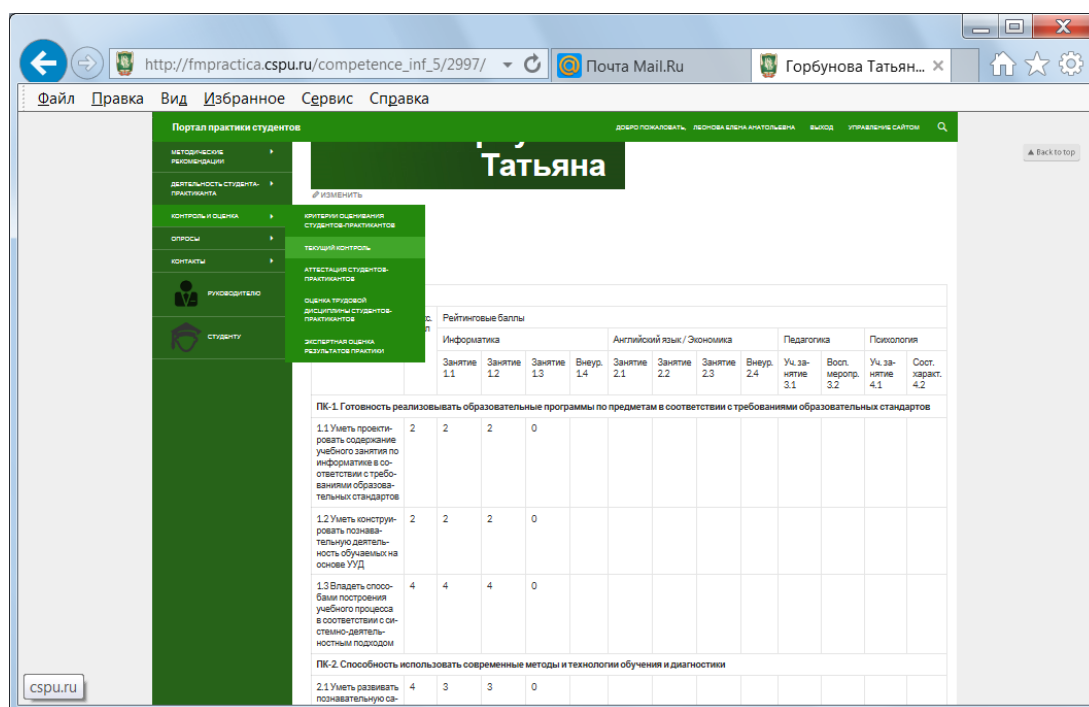 http://fmpractica.cspu.ru/competence_inf_5/2997/
Почта Mail.Ru
Горбунова Татьян...
Файл Правка Вид Избранное Сервис Справка
Портал практики студентов
ДОБРО ПОЖАЛОВАТЬ, ЛЕОНОВА ЕЛЕНА АНАТОЛЬЕВНА ВЫХОД УПРАВЛЕНИЕ САЙТОМ
Back to top
Татьяна
ИЗМЕНИТЬ
МЕТОДИЧЕСКИЕ
РЕКОМЕНДАЦИИ
ДЕЯТЕЛЬНОСТЬ СТУДЕНТА-
ПРАКТИКАНТА
КОНТРОЛЬ И ОЦЕНКА
ОПРОСЫ
КОНТАКТЫ
РУКОВОДИТЕЛЮ
СТУДЕНТУ
КРИТЕРИИ ОЦЕНИВАНИЯ
СТУДЕНТОВ-ПРАКТИКАНТОВ
ТЕКУЩИЙ КОНТРОЛЬ
АТТЕСТАЦИЯ СТУДЕНТОВ-
ПРАКТИКАНТОВ
ОЦЕНКА ТРУДОВОЙ
ДИСЦИПЛИНЫ СТУДЕНТОВ-
ПРАКТИКАНТОВ
ЭКСПЕРТНАЯ ОЦЕНКА
РЕЗУЛЬТАТОВ ПРАКТИКИ
Рейтинговые баллы
Информатика Английский язык / Экономика Педагогика Психология
Занятие Занятие Занятие Внеур. Занятие Занятие Занятие Внеур. Уч. за- Восп. Уч. за- Сост.
1.1 1.2 1.3 1.4 2.1 2.2 2.3 2.4 нятие меропр. нятие характ.
3.1 3.2 4.1 4.2
ПК-1. Готовность реализовывать образовательные программы по предметам в соответствии с требованиями образовательных стандартов
1.1 Уметь проекти- 2 2 2 0
ровать содержание
учебного занятия по
информатике в со-
ответствии с требо-
ваниями образова-
тельных стандартов
1.2 Уметь конструи- 2 2 2 0
ровать познава-
тельную деятель-
ность обучаемых на
основе УУД
1.3 Владеть спосо- 4 4 4 0
бами построения
учебного процесса
в соответствии с си-
стемно-деятель-
ностным подходом
ПК-2. Способность использовать современные методы и технологии обучения и диагностики
2.1 Уметь развивать 4 3 3 0
познавательную са-
cspu.ru